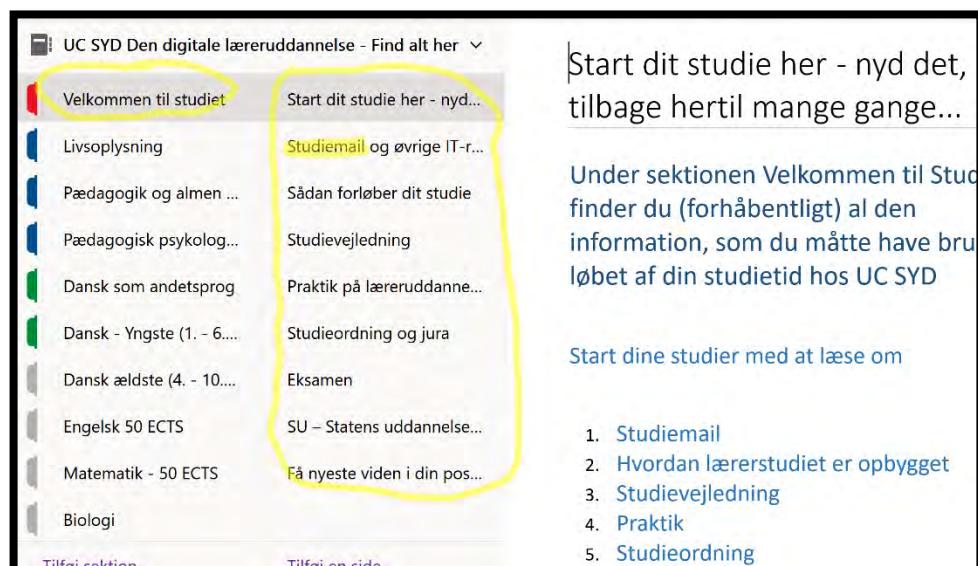 UC SYD Den digitale læreruddannelse - Find alt her
Velkommen til studiet
Livsoplysning
Pædagogik og almen ...
Pædagogisk psykolog...
Dansk som andetsprog
Dansk - Yngste (1. - 6....
Dansk ældste (4. - 10....
Engelsk 50 ECTS
Matematik - 50 ECTS
Biologi
Tilføj sektion
Start dit studie her - nyd...
Studiemail og øvrige IT-r...
Sådan forløber dit studie
Studievejledning
Praktik på læreruddanne...
Studieordning og jura
Eksamen
SU – Statens uddannelse...
Få nyeste viden i din pos...
Tilføj en side
Start dit studie her - nyd det,
tilbage hertil mange gange...
Under sektionen Velkommen til Stud
finder du (forhåbentligt) al den
information, som du måtte have bru
løbet af din studietid hos UC SYD
Start dine studier med at læse om
1. Studiemail
2. Hvordan lærerstudiet er opbygget
3. Studievejledning
4. Praktik
5. Studieordning